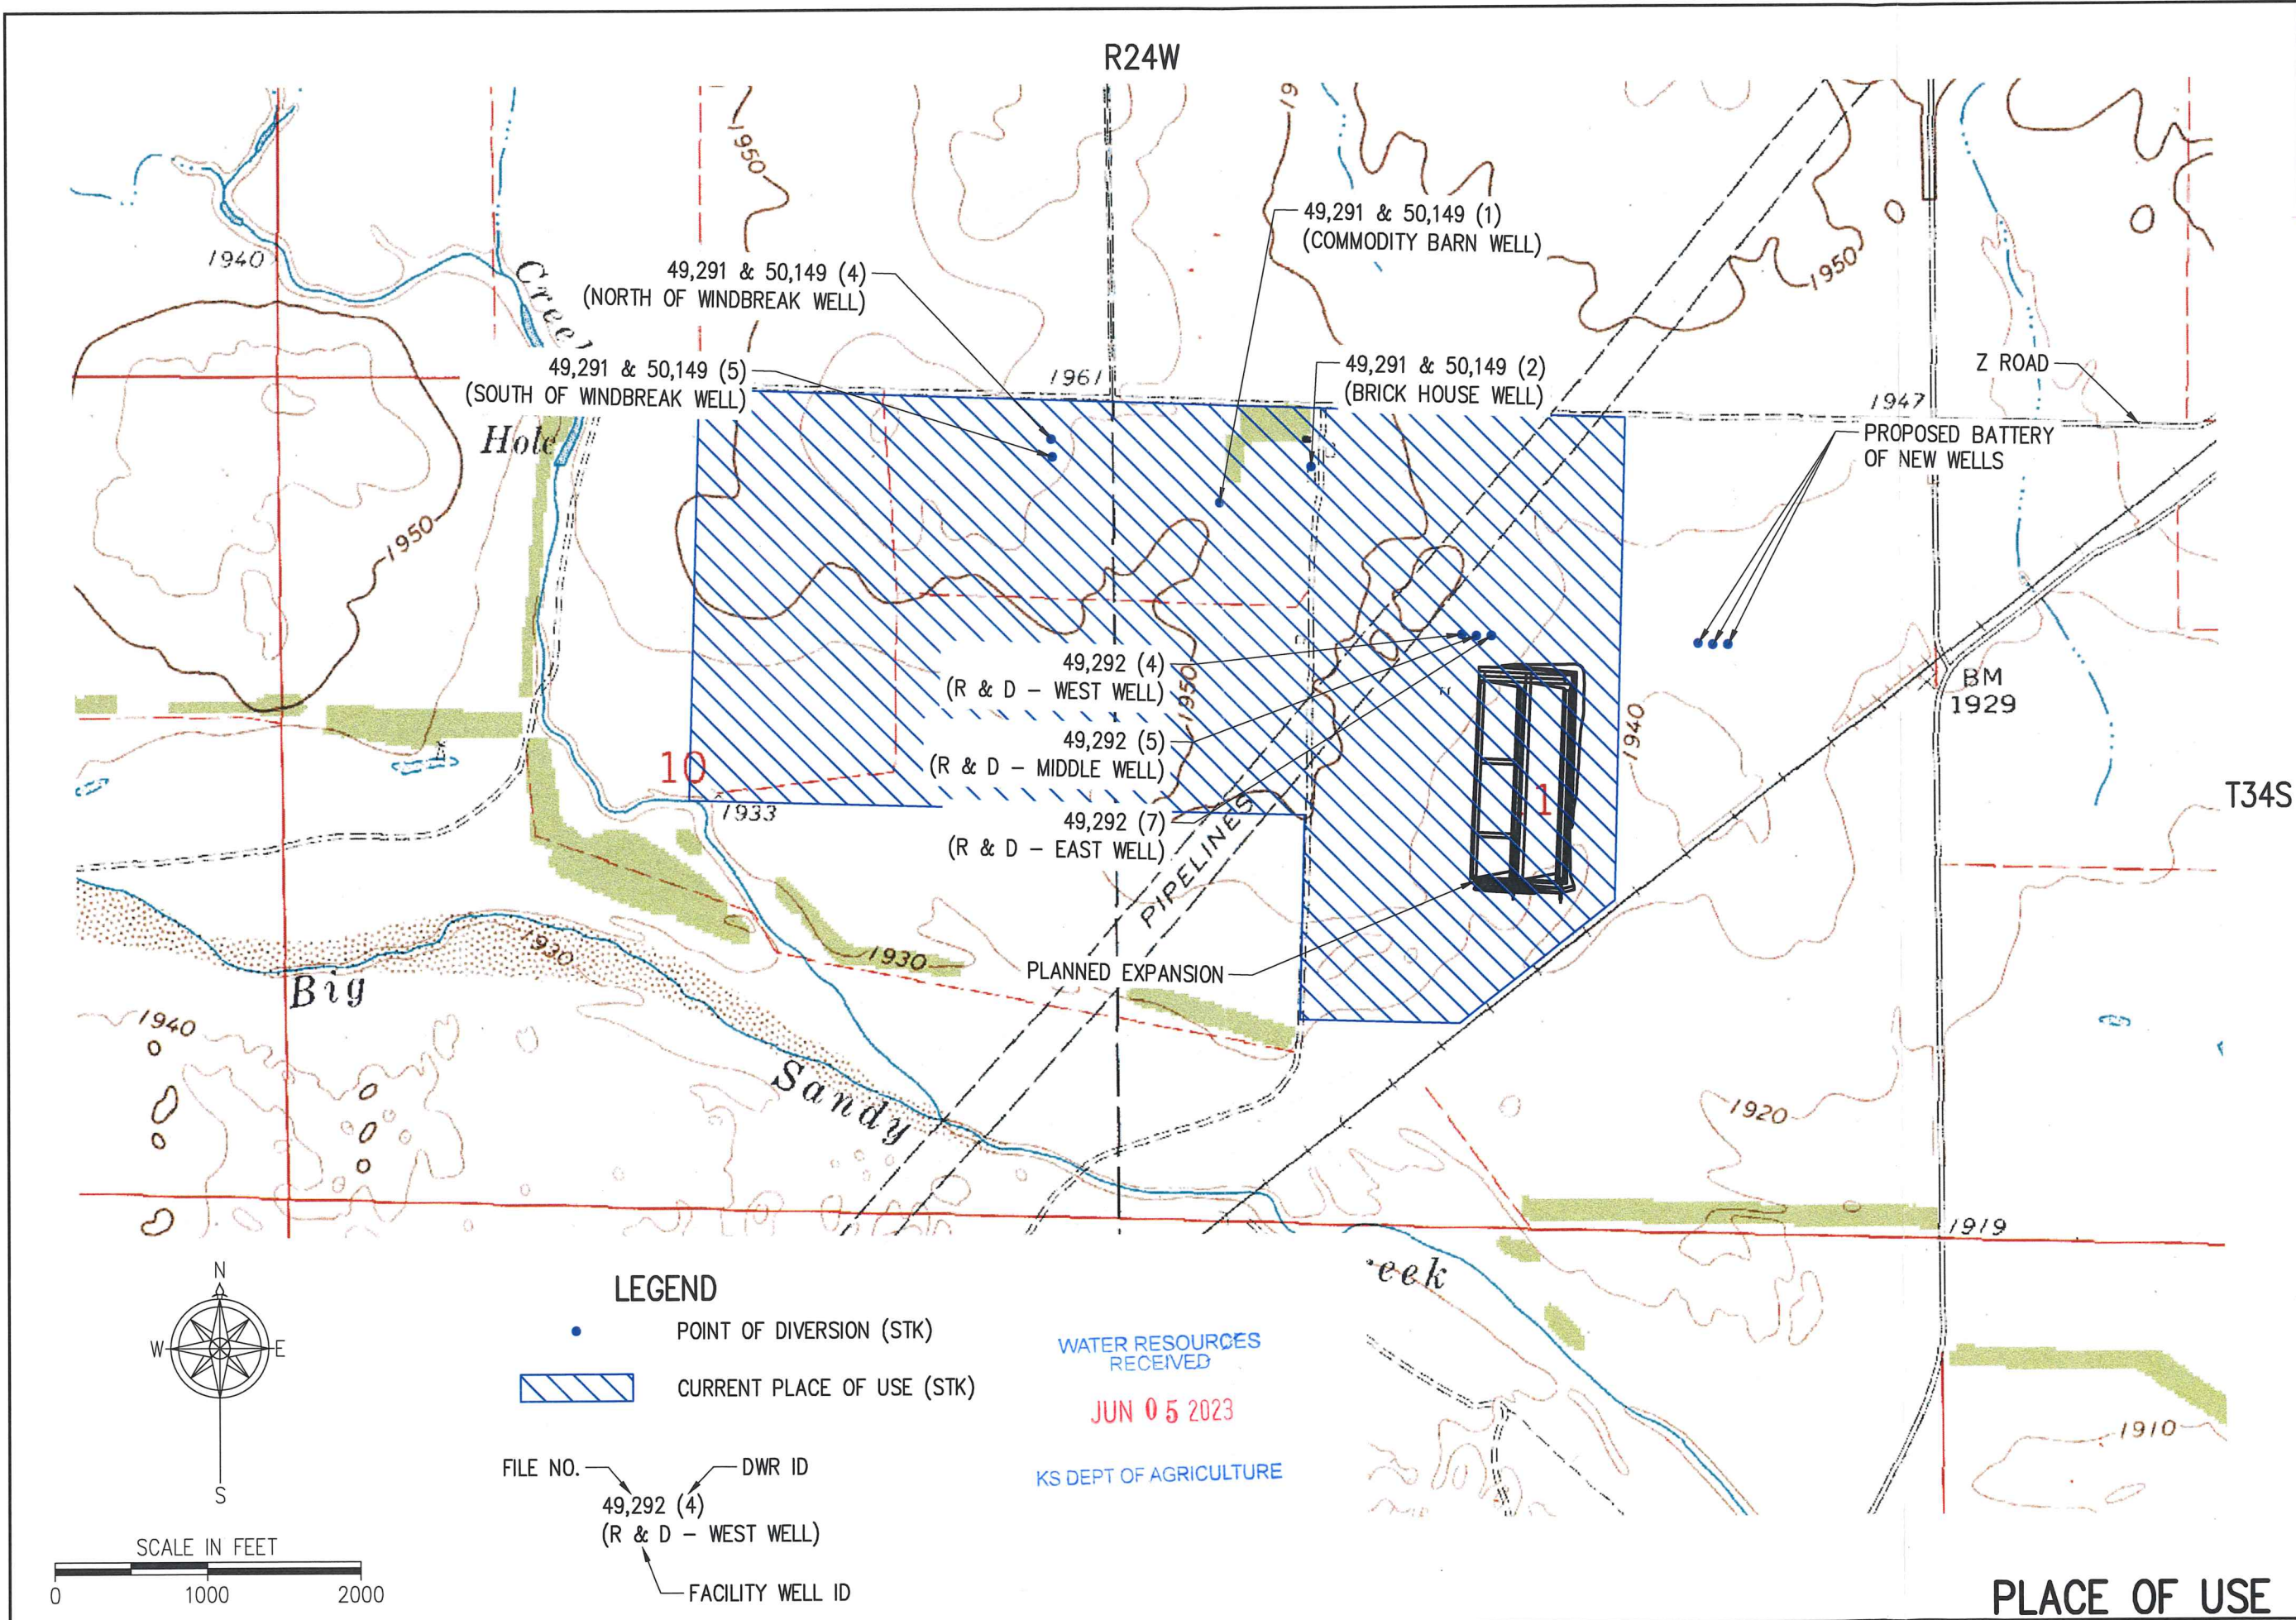 R24W
1950
19
49,291 & 50,149 (1)
(COMMODITY BARN WELL)
1940
Creek
49,291 & 50,149 (4)
(NORTH OF WINDBREAK WELL)
1950
49,291 & 50,149 (5)
(SOUTH OF WINDBREAK WELL)
1961
49,291 & 50,149 (2)
(BRICK HOUSE WELL)
Z ROAD
1947
Hole
PROPOSED BATTERY
OF NEW WELLS
1950
49,292 (4)
(R & D – WEST WELL)
1950
BM
1929
49,292 (5)
(R & D – MIDDLE WELL)
1940
10
1
T34S
1933
49,292 (7)
(R & D – EAST WELL)
PIPELINES
1930
1930
PLANNED EXPANSION
Big
1940
Sandy
1920
1919
reek
N
W
E
S
LEGEND
POINT OF DIVERSION (STK)
CURRENT PLACE OF USE (STK)
FILE NO.
DWR ID
49,292 (4)
(R & D – WEST WELL)
FACILITY WELL ID
WATER RESOURCES
RECEIVED
JUN 05 2023
KS DEPT OF AGRICULTURE
1910
SCALE IN FEET
0 1000 2000
PLACE OF USE